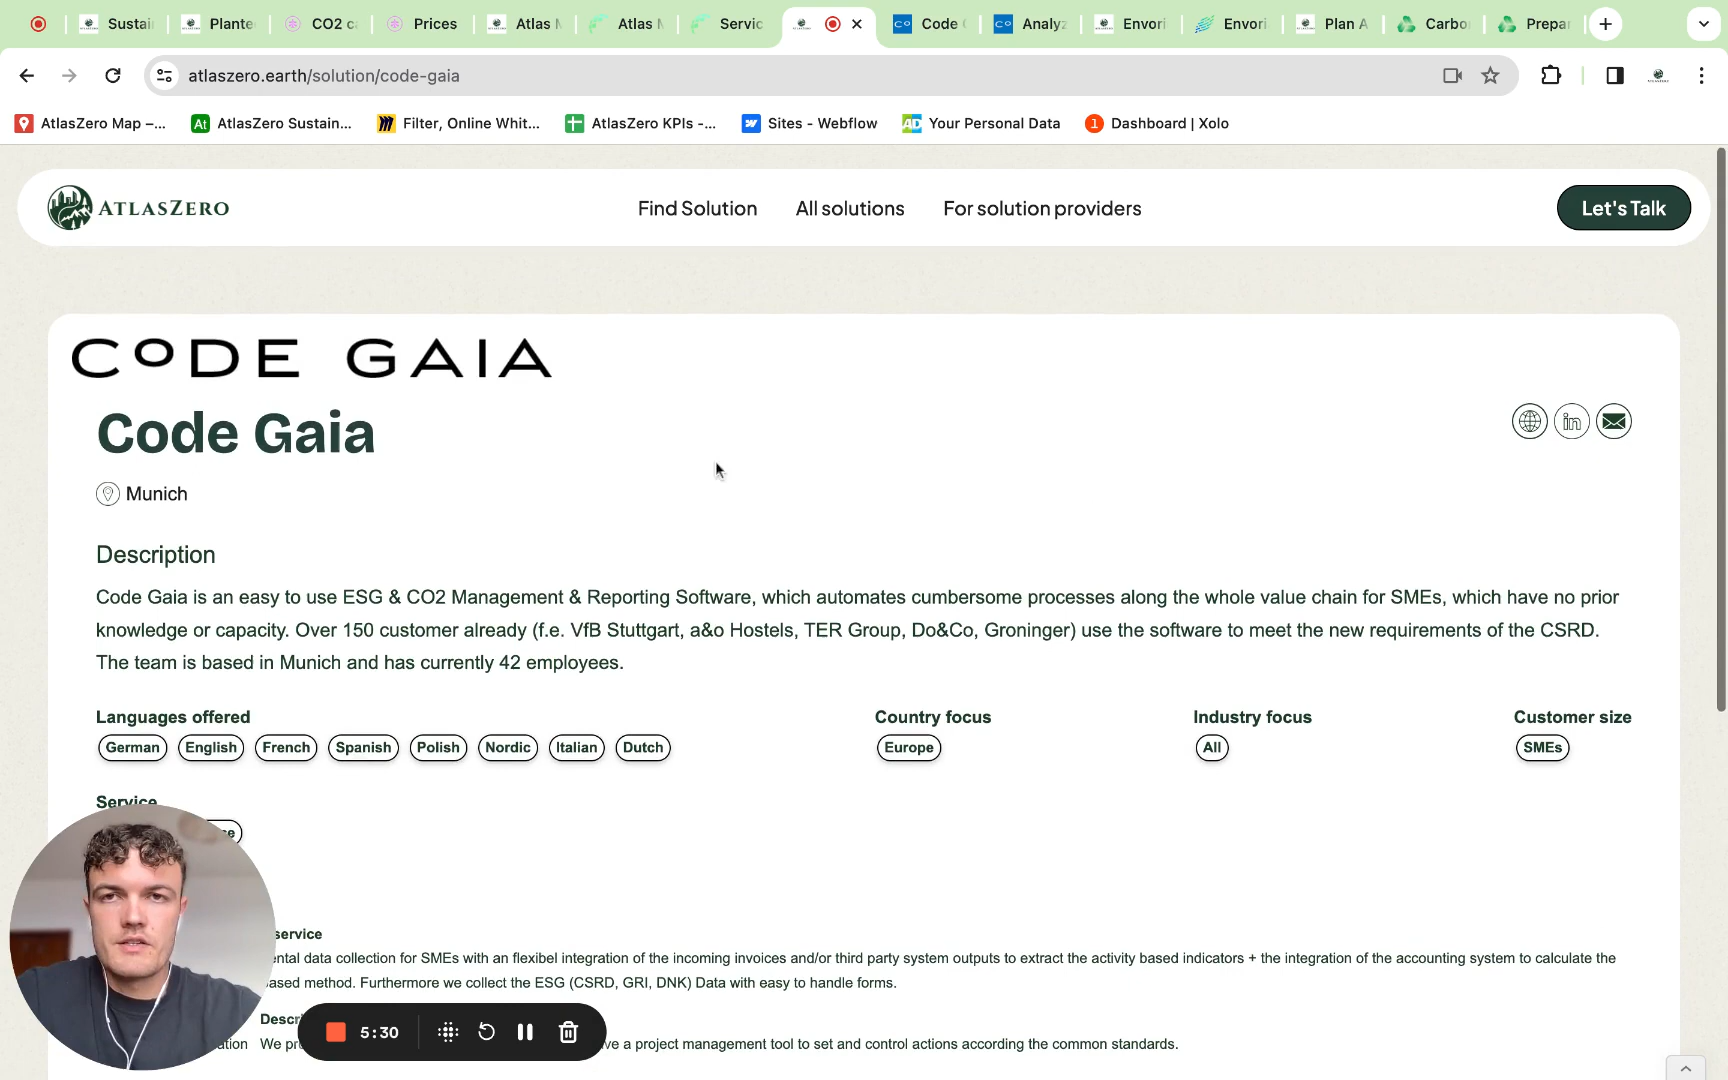 Sustain
Plante
CO2 c
Prices
Atlas M
Atlas M
Servic
Code
Analyz
Envori
Envori
Plan A
Carbo
Prepar
atlaszero.earth/solution/code-gaia
AtlasZero Map –...
At AtlasZero Sustain...
Filter, Online Whit...
AtlasZero KPIs -...
Sites - Webflow
Your Personal Data
1 Dashboard | Xolo
ATLASZERO
Find Solution
All solutions
For solution providers
Let's Talk
CODE GAIA
Code Gaia
in
Munich
Description
Code Gaia is an easy to use ESG & CO2 Management & Reporting Software, which automates cumbersome processes along the whole value chain for SMEs, which have no prior
knowledge or capacity. Over 150 customer already (f.e. VfB Stuttgart, a&o Hostels, TER Group, Do&Co, Groninger) use the software to meet the new requirements of the CSRD.
The team is based in Munich and has currently 42 employees.
Languages offered
Country focus
Industry focus
Customer size
German English French Spanish Polish Nordic Italian Dutch
Europe
All
SMEs
Service
service
ental data collection for SMEs with an flexibel integration of the incoming invoices and/or third party system outputs to extract the activity based indicators + the integration of the accounting system to calculate the
ased method. Furthermore we collect the ESG (CSRD, GRI, DNK) Data with easy to handle forms.
Descri
5:30
ation We pr
ve a project management tool to set and control actions according the common standards.